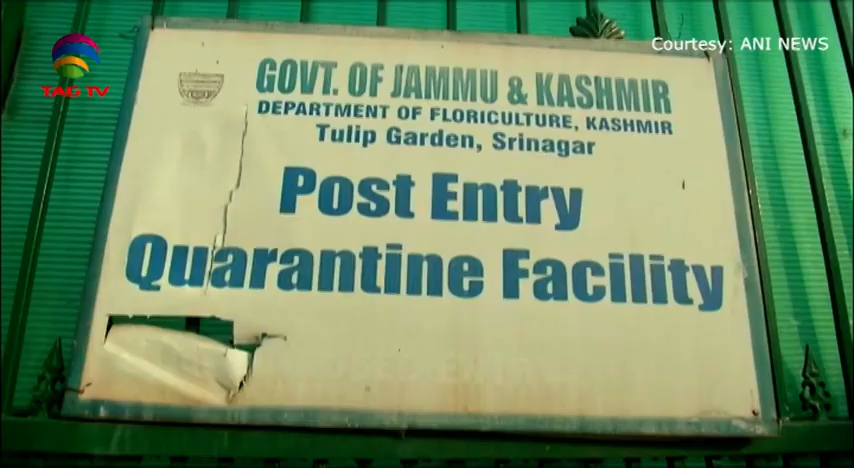 Courtesy: ANI NEWS
TAG TV
GOVT. OF JAMMU & KASHMIR
DEPARTMENT OF FLORICULTURE, KASHMIR
Tulip Garden, Srinagar
Post Entry
Quarantine Facility